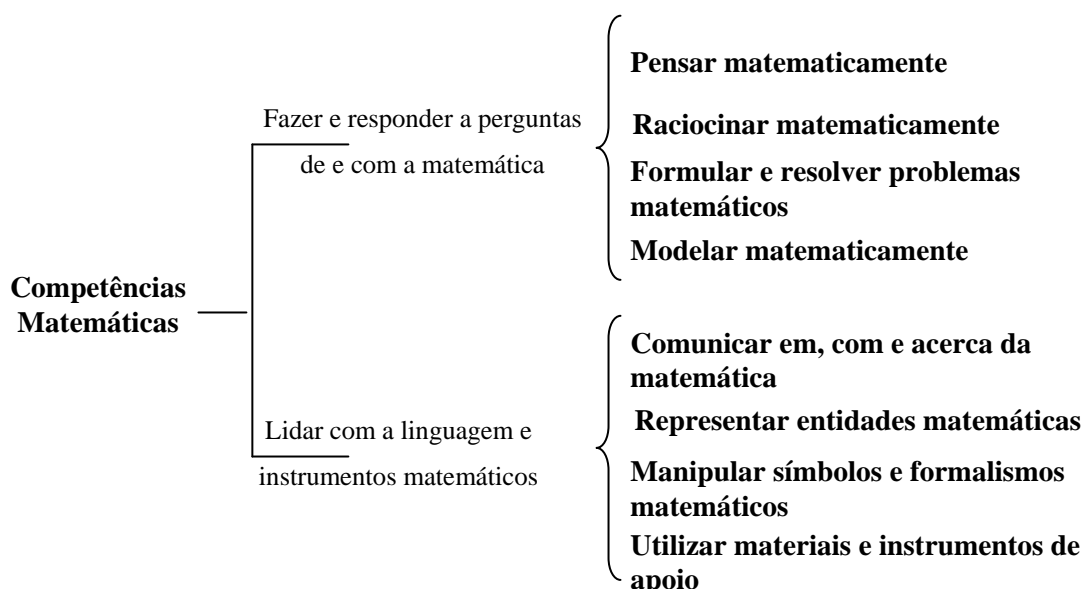 Competências
Matemáticas
Fazer e responder a perguntas
de e com a matemática
Pensar matematicamente
Raciocinar matematicamente
Formular e resolver problemas
matemáticos
Modelar matematicamente
Lidar com a linguagem e
instrumentos matemáticos
Comunicar em, com e acerca da
matemática
Representar entidades matemáticas
Manipular símbolos e formalismos
matemáticos
Utilizar materiais e instrumentos de
apoio